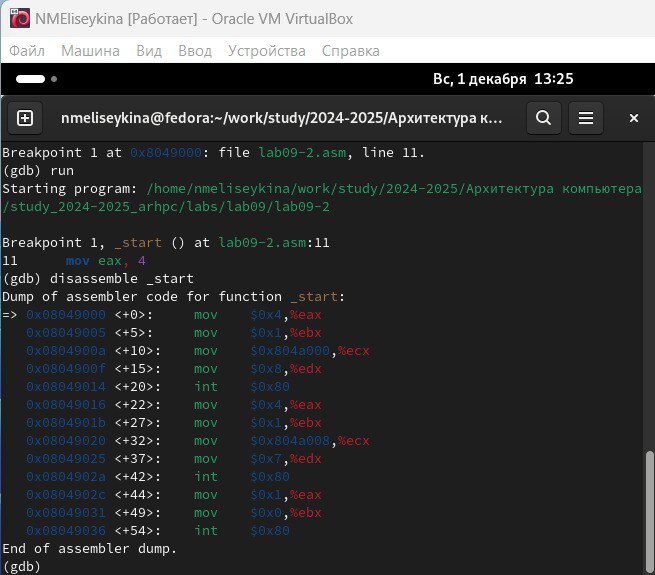 NMEliseykina [Работает] - Oracle VM VirtualBox
Файл Машина Вид Ввод Устройства Справка
Вс, 1 декабря 13:25
nmeliseykina@fedora:~/work/study/2024-2025/Архитектура к...
Breakpoint 1 at 0x8049000: file lab09-2.asm, line 11.
(gdb) run
Starting program: /home/nmeliseykina/work/study/2024-2025/Архитектура компьютера
/study_2024-2025_arhpc/labs/lab09/lab09-2
Breakpoint 1, _start () at lab09-2.asm:11
11 mov eax, 4
(gdb) disassemble _start
Dump of assembler code for function _start:
=> 0x08049000 <+0>: mov $0x4,%eax
0x08049005 <+5>: mov $0x1,%ebx
0x0804900a <+10>: mov $0x804a000,%ecx
0x0804900f <+15>: mov $0x8,%edx
0x08049014 <+20>: int $0x80
0x08049016 <+22>: mov $0x4,%eax
0x0804901b <+27>: mov $0x1,%ebx
0x08049020 <+32>: mov $0x804a008,%ecx
0x08049025 <+37>: mov $0x7,%edx
0x0804902a <+42>: int $0x80
0x0804902c <+44>: mov $0x1,%eax
0x08049031 <+49>: mov $0x0,%ebx
0x08049036 <+54>: int $0x80
End of assembler dump.
(gdb)